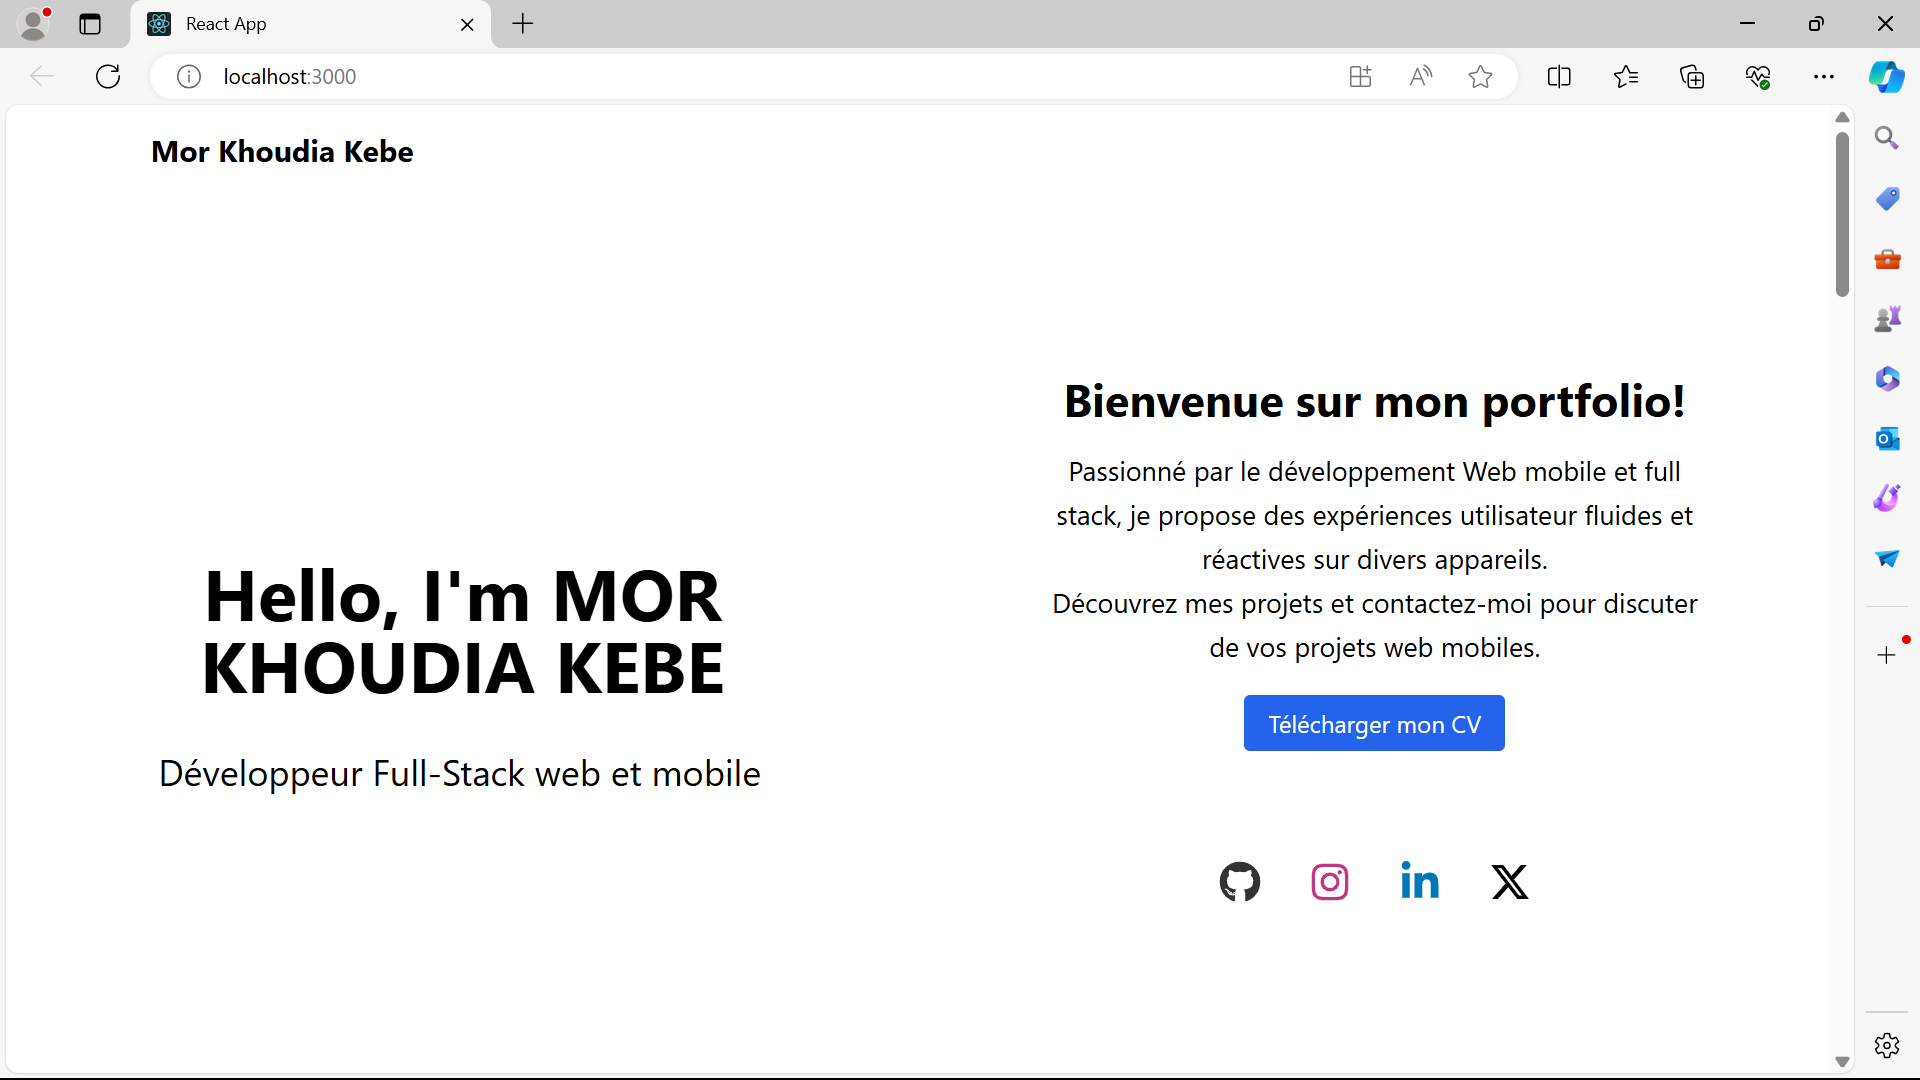 React App
localhost:3000
Mor Khoudia Kebe
Hello, I'm MOR
KHOUDIA KEBE
Développeur Full-Stack web et mobile
Bienvenue sur mon portfolio!
Passionné par le développement Web mobile et full
stack, je propose des expériences utilisateur fluides et
réactives sur divers appareils.
Découvrez mes projets et contactez-moi pour discuter
de vos projets web mobiles.
Télécharger mon CV